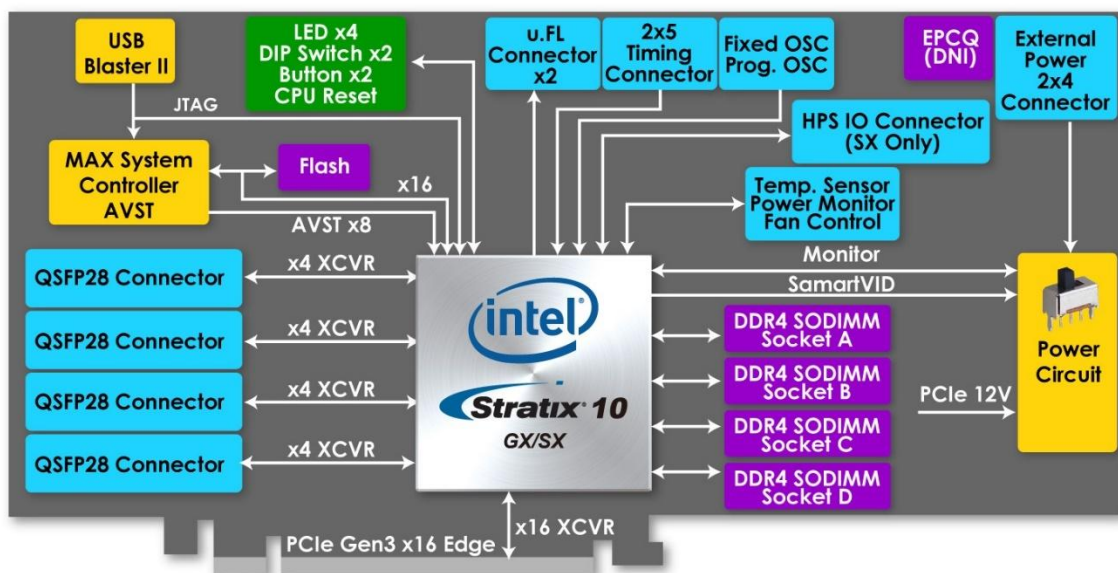 USB
Blaster II
LED x4
DIP Switch x2
Button x2
CPU Reset
u.FL
Connector
x2
2x5
Timing
Connector
Fixed OSC
Prog. OSC
EPCQ
(DNI)
External
Power
2x4
Connector
JTAG
HPS IO Connector
(SX Only)
MAX System
Controller
AVST
Flash
x16
AVST x8
Temp. Sensor
Power Monitor
Fan Control
QSFP28 Connector
x4 XCVR
QSFP28 Connector
x4 XCVR
QSFP28 Connector
x4 XCVR
QSFP28 Connector
x4 XCVR
intel
Stratix 10
GX/SX
Monitor
SamartVID
DDR4 SODIMM
Socket A
DDR4 SODIMM
Socket B
DDR4 SODIMM
Socket C
DDR4 SODIMM
Socket D
Power
Circuit
PCIe 12V
x16 XCVR
PCIe Gen3 x16 Edge